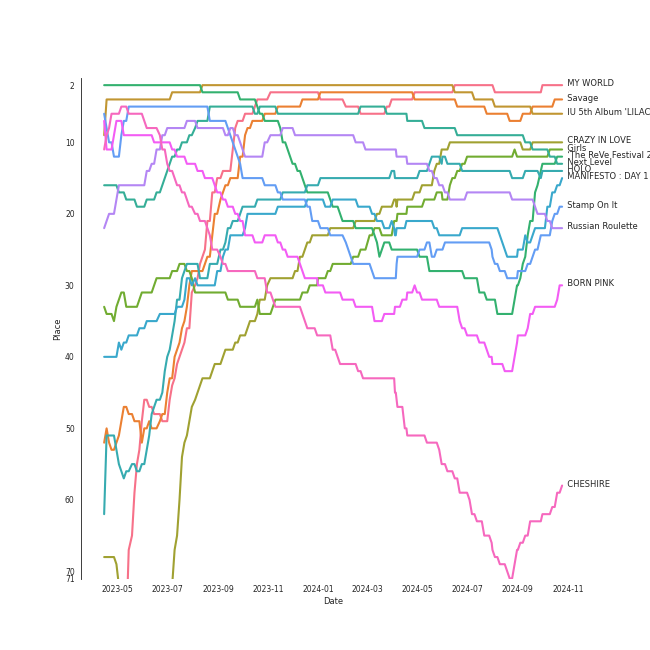 2
10
20
30
40
50
60
70
71
Place
2023-05
2023-07
2023-09
2023-11
2024-01
2024-03
2024-05
2024-07
2024-09
2024-11
Date
MY WORLD
Savage
IU 5th Album 'LILAC
CRAZY IN LOVE
Girls
'The ReVe Festival 2
Next Level
MANIFESTO : DAY 1
Stamp On It
Russian Roulette
BORN PINK
CHESHIRE